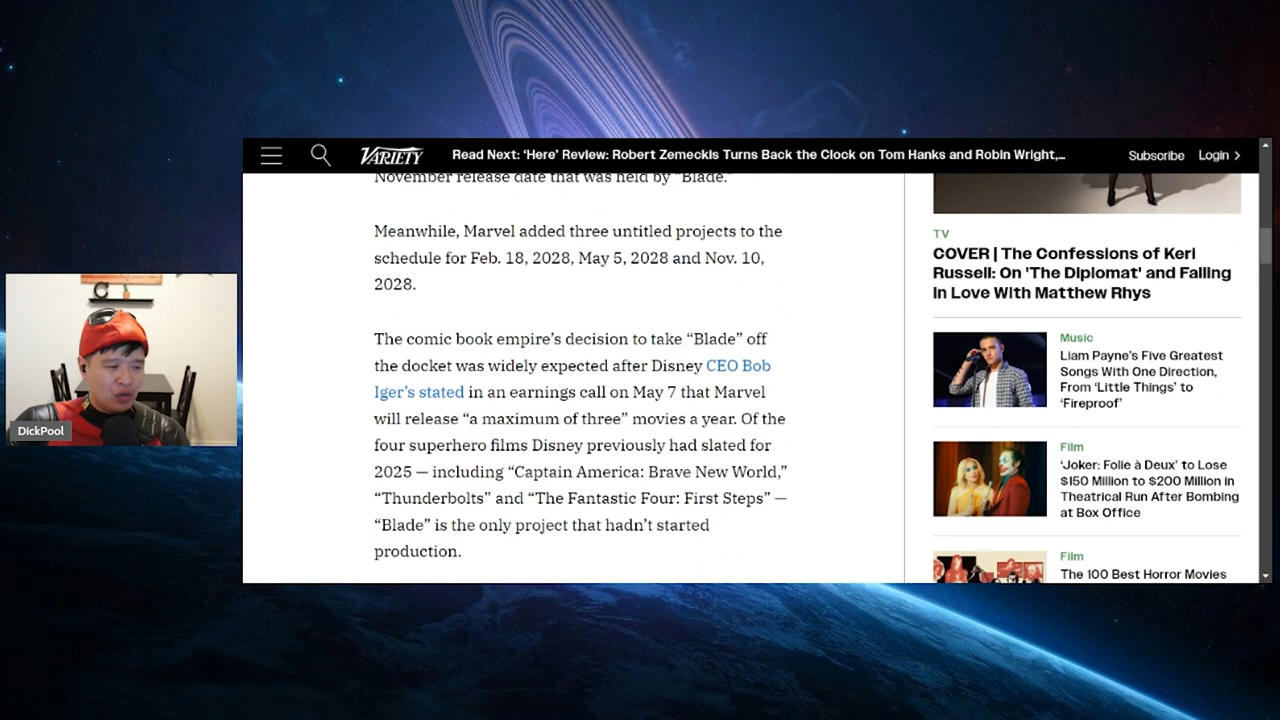 VARIETY
Read Next: ‘Here’ Review: Robert Zemeckis Turns Back the Clock on Tom Hanks and Robin Wright,...
Subscribe
Login
November release date that was held by “Blade.”
Meanwhile, Marvel added three untitled projects to the
schedule for Feb. 18, 2028, May 5, 2028 and Nov. 10,
2028.
The comic book empire’s decision to take “Blade” off
the docket was widely expected after Disney CEO Bob
Iger’s stated in an earnings call on May 7 that Marvel
will release “a maximum of three” movies a year. Of the
four superhero films Disney previously had slated for
2025 — including “Captain America: Brave New World,”
“Thunderbolts” and “The Fantastic Four: First Steps” —
“Blade” is the only project that hadn’t started
production.
TV
COVER | The Confessions of Keri
Russell: On 'The Diplomat' and Falling
in Love With Matthew Rhys
Music
Liam Payne’s Five Greatest
Songs With One Direction,
From ‘Little Things’ to
‘Fireproof’
Film
‘Joker: Folie à Deux’ to Lose
$150 Million to $200 Million in
Theatrical Run After Bombing
at Box Office
Film
The 100 Best Horror Movies
DickPool